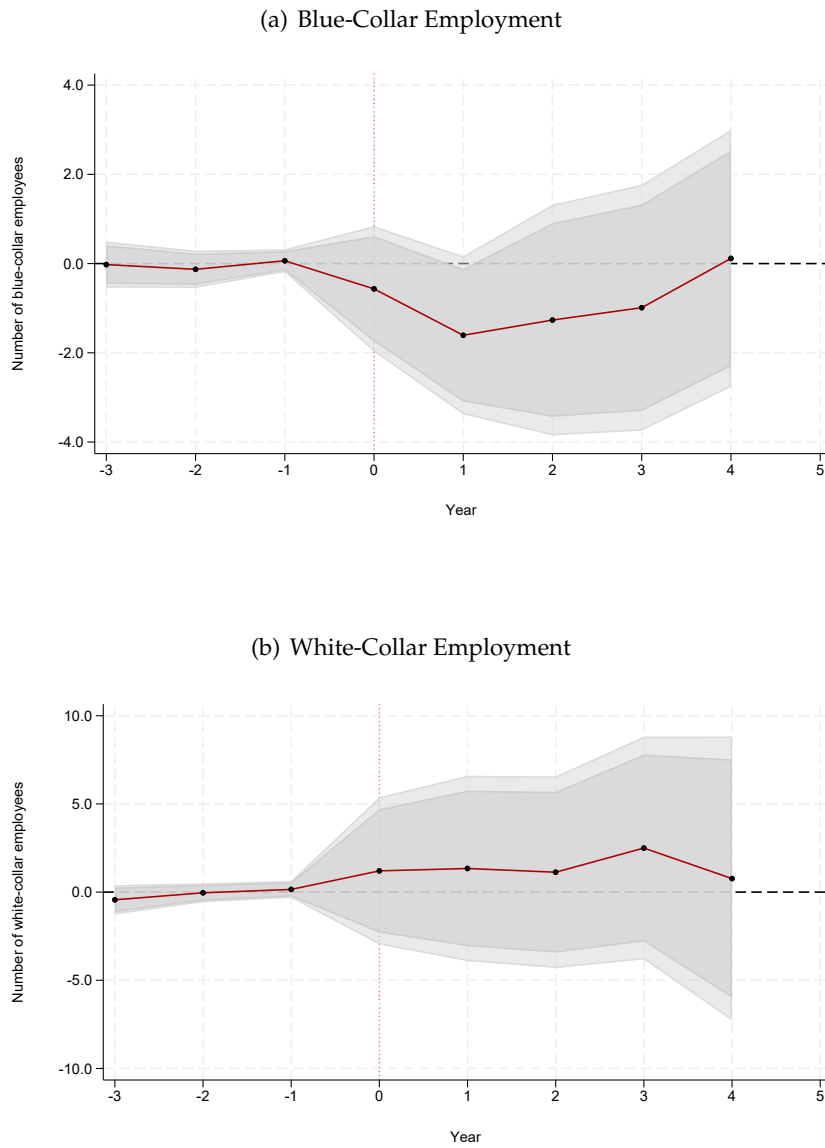 (a) Blue-Collar Employment
Number of blue-collar employees
4.0
2.0
0.0
-2.0
-4.0
-3 -2 -1 0 1 2 3 4 5
Year
(b) White-Collar Employment
Number of white-collar employees
10.0
5.0
0.0
-5.0
-10.0
-3 -2 -1 0 1 2 3 4 5
Year